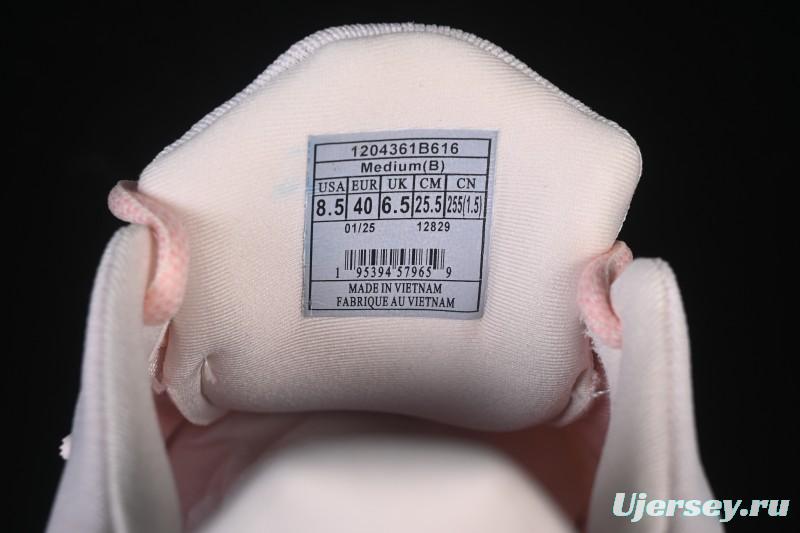 1204361B616
Medium(B)
USA EUR UK CM CN
8.5 40 6.5 25.5 255(1.5)
01/25 12829
1 95394 57965 9
MADE IN VIETNAM
FABRIQUE AU VIETNAM
Ujersey.ru